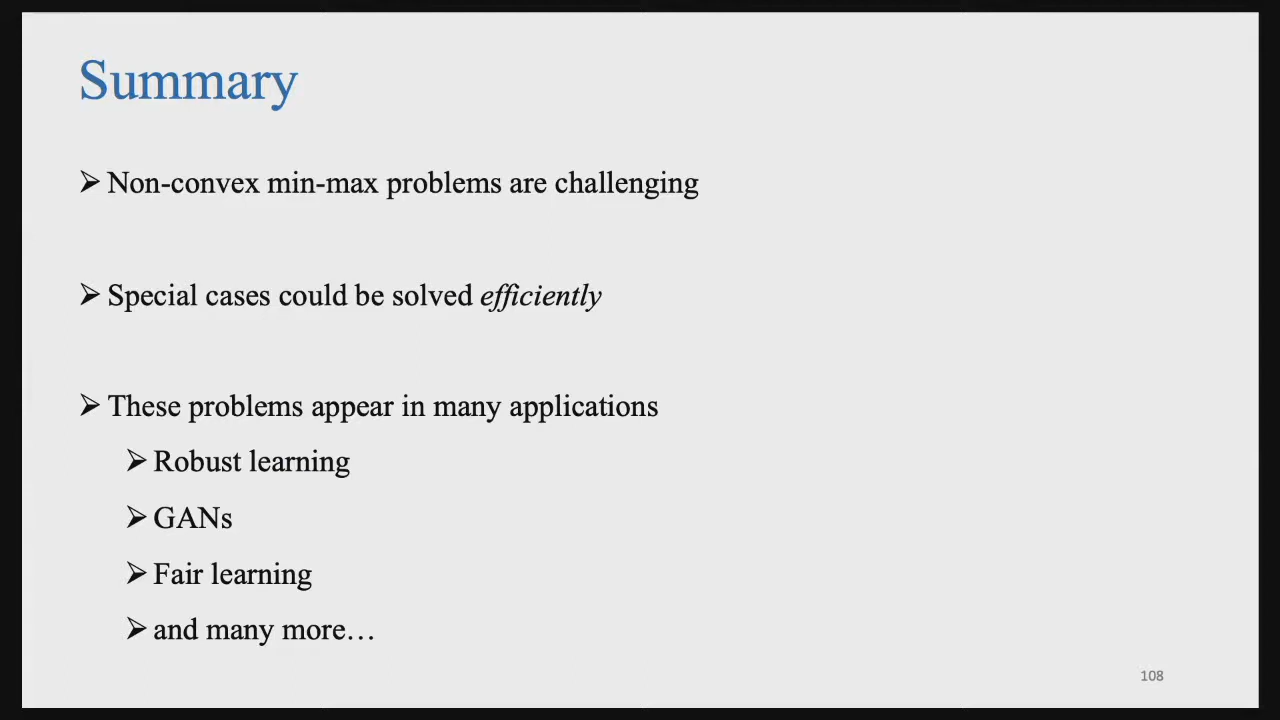 Summary
➢ Non-convex min-max problems are challenging
➢ Special cases could be solved efficiently
➢ These problems appear in many applications
➢ Robust learning
➢ GANs
➢ Fair learning
➢ and many more…
108